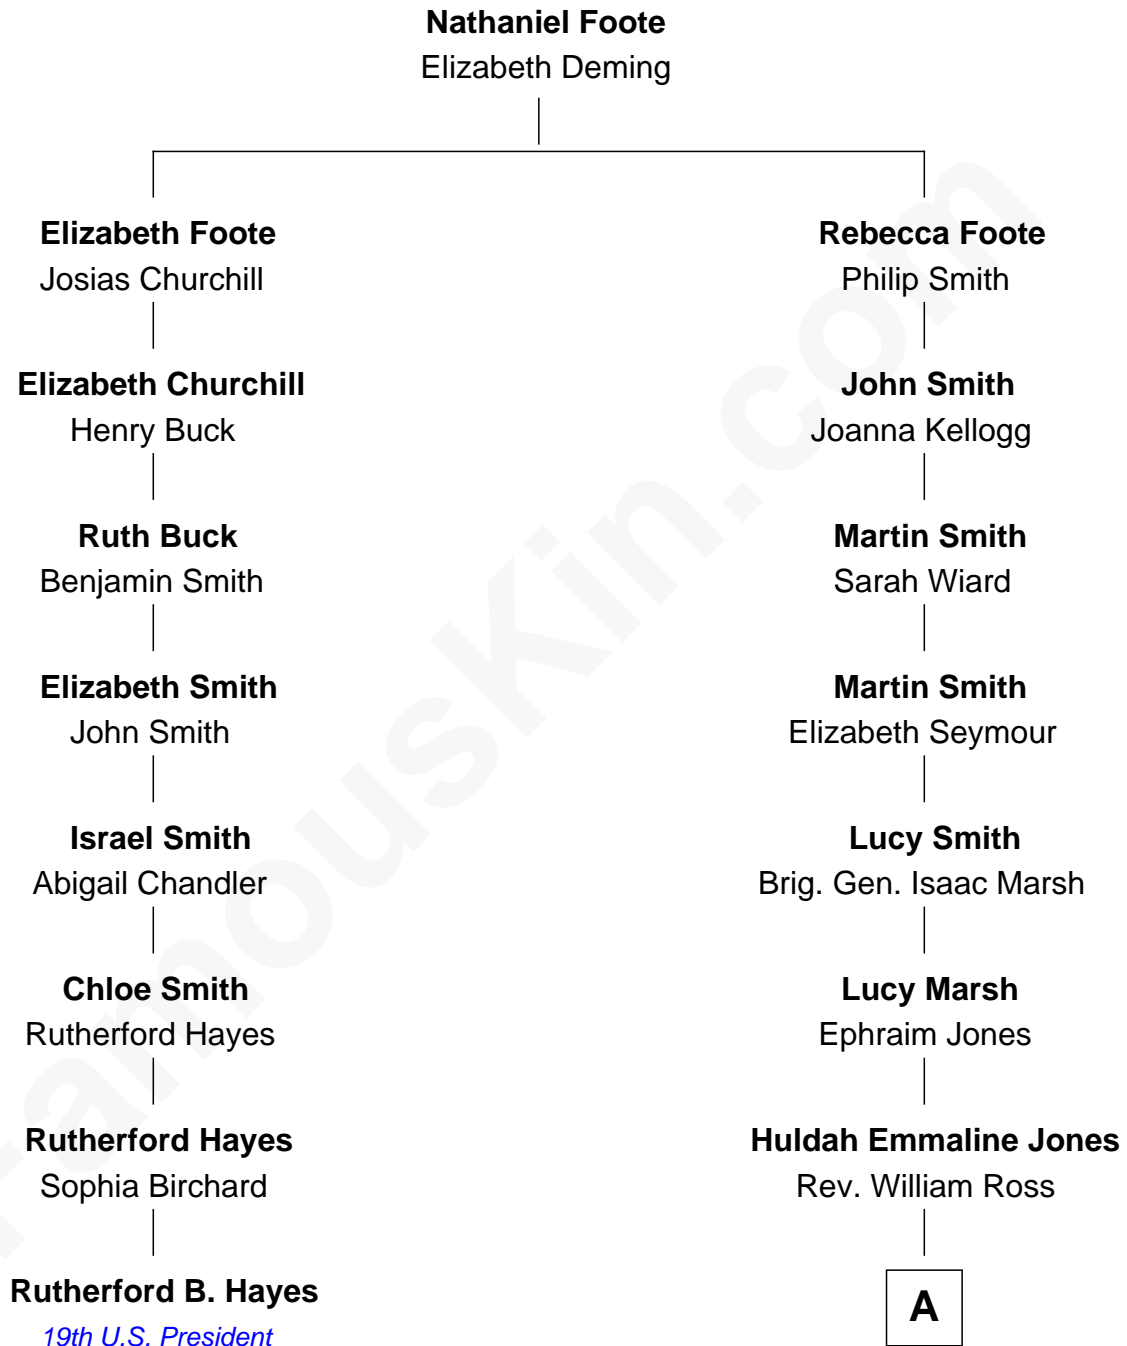 Nathaniel Foote
Elizabeth Deming
Elizabeth Foote
Josias Churchill
Rebecca Foote
Philip Smith
Elizabeth Churchill
Henry Buck
John Smith
Joanna Kellogg
Ruth Buck
Benjamin Smith
Martin Smith
Sarah Wiard
Elizabeth Smith
John Smith
Martin Smith
Elizabeth Seymour
Israel Smith
Abigail Chandler
Lucy Smith
Brig. Gen. Isaac Marsh
Chloe Smith
Rutherford Hayes
Lucy Marsh
Ephraim Jones
Rutherford Hayes
Sophia Birchard
Huldah Emmaline Jones
Rev. William Ross
Rutherford B. Hayes
19th U.S. President
A
FamousKin.com